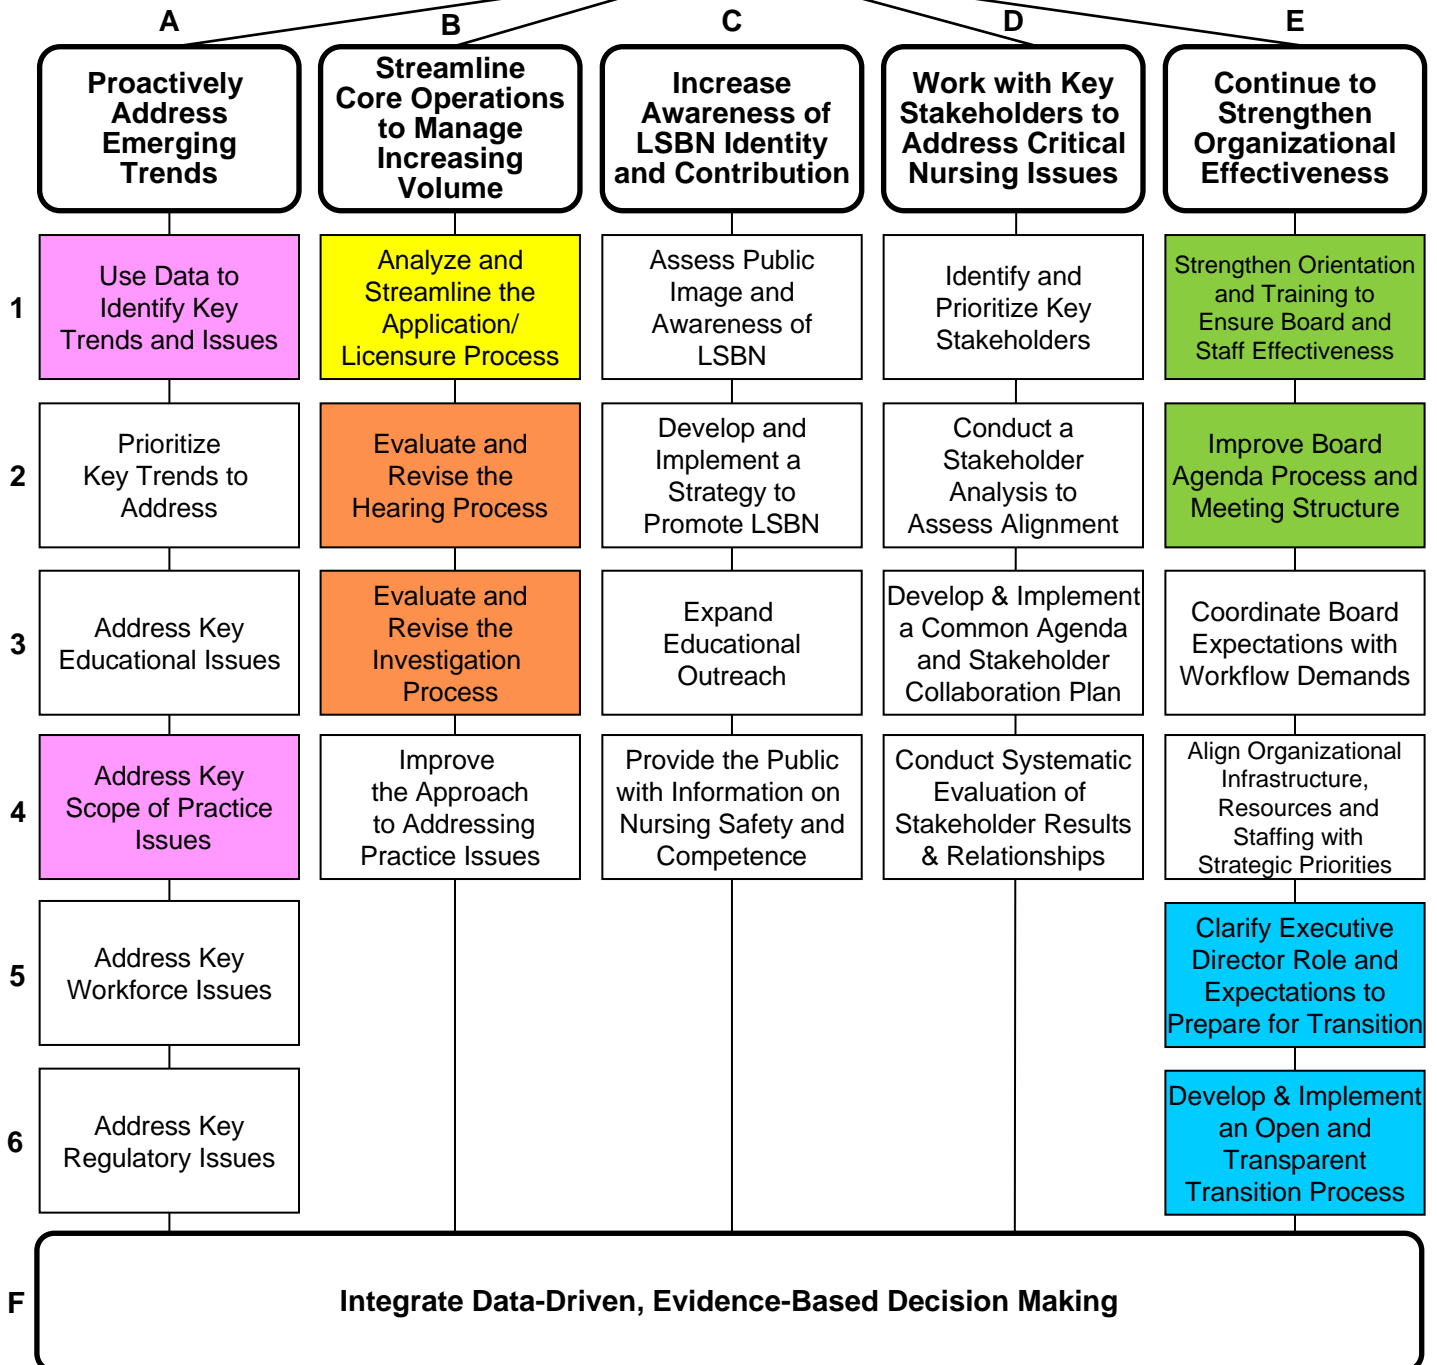 A
B
C
D
E
Proactively
Address
Emerging
Trends
Streamline
Core Operations
to Manage
Increasing
Volume
Increase
Awareness of
LSBN Identity
and Contribution
Work with Key
Stakeholders to
Address Critical
Nursing Issues
Continue to
Strengthen
Organizational
Effectiveness
1
Use Data to
Identify Key
Trends and Issues
Analyze and
Streamline the
Application/
Licensure Process
Assess Public
Image and
Awareness of
LSBN
Identify and
Prioritize Key
Stakeholders
Strengthen Orientation
and Training to
Ensure Board and
Staff Effectiveness
2
Prioritize
Key Trends to
Address
Evaluate and
Revise the
Hearing Process
Develop and
Implement a
Strategy to
Promote LSBN
Conduct a
Stakeholder
Analysis to
Assess Alignment
Improve Board
Agenda Process and
Meeting Structure
3
Address Key
Educational Issues
Evaluate and
Revise the
Investigation
Process
Expand
Educational
Outreach
Develop & Implement
a Common Agenda
and Stakeholder
Collaboration Plan
Coordinate Board
Expectations with
Workflow Demands
4
Address Key
Scope of Practice
Issues
Improve
the Approach
to Addressing
Practice Issues
Provide the Public
with Information on
Nursing Safety and
Competence
Conduct Systematic
Evaluation of
Stakeholder Results
& Relationships
Align Organizational
Infrastructure,
Resources and
Staffing with
Strategic Priorities
5
Address Key
Workforce Issues
Clarify Executive
Director Role and
Expectations to
Prepare for Transition
6
Address Key
Regulatory Issues
Develop & Implement
an Open and
Transparent
Transition Process
F
Integrate Data-Driven, Evidence-Based Decision Making